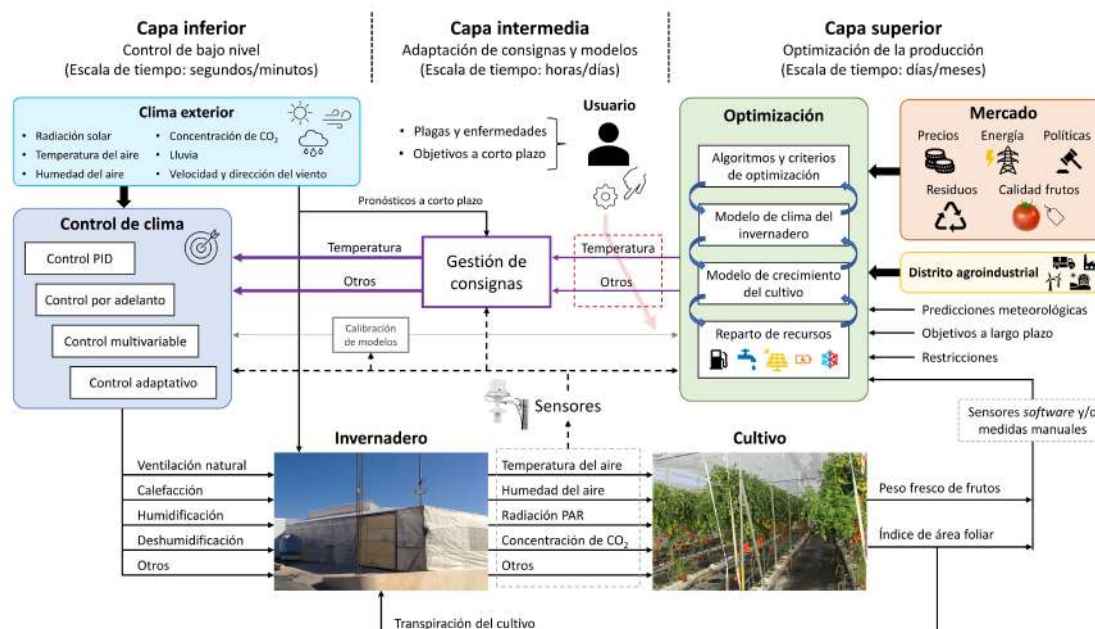 Capa inferior
Control de bajo nivel
(Escala de tiempo: segundos/minutos)
Capa intermedia
Adaptación de consignas y modelos
(Escala de tiempo: horas/días)
Capa superior
Optimización de la producción
(Escala de tiempo: días/meses)
Clima exterior
• Radiación solar
• Temperatura del aire
• Humedad del aire
• Concentración de CO₂
• Lluvia
• Velocidad y dirección del viento
Usuario
• Plagas y enfermedades
• Objetivos a corto plazo
Optimización
Algoritmos y criterios
de optimización
Modelo de clima del
invernadero
Modelo de crecimiento
del cultivo
Reparto de recursos
Mercado
Precios
Energía
Políticas
Residuos
Calidad frutos
Distrito agroindustrial
Predicciones meteorológicas
Objetivos a largo plazo
Restricciones
Control de clima
Control PID
Control por adelanto
Control multivariable
Control adaptativo
Pronósticos a corto plazo
Temperatura
Otros
Gestión de
consignas
Temperatura
Otros
Calibración
de modelos
Sensores
Sensores software y/o
medidas manuales
Invernadero
Ventilación natural
Calefacción
Humidificación
Deshumidificación
Otros
Temperatura del aire
Humedad del aire
Radiación PAR
Concentración de CO₂
Otros
Cultivo
Peso fresco de frutos
Índice de área foliar
Transpiración del cultivo